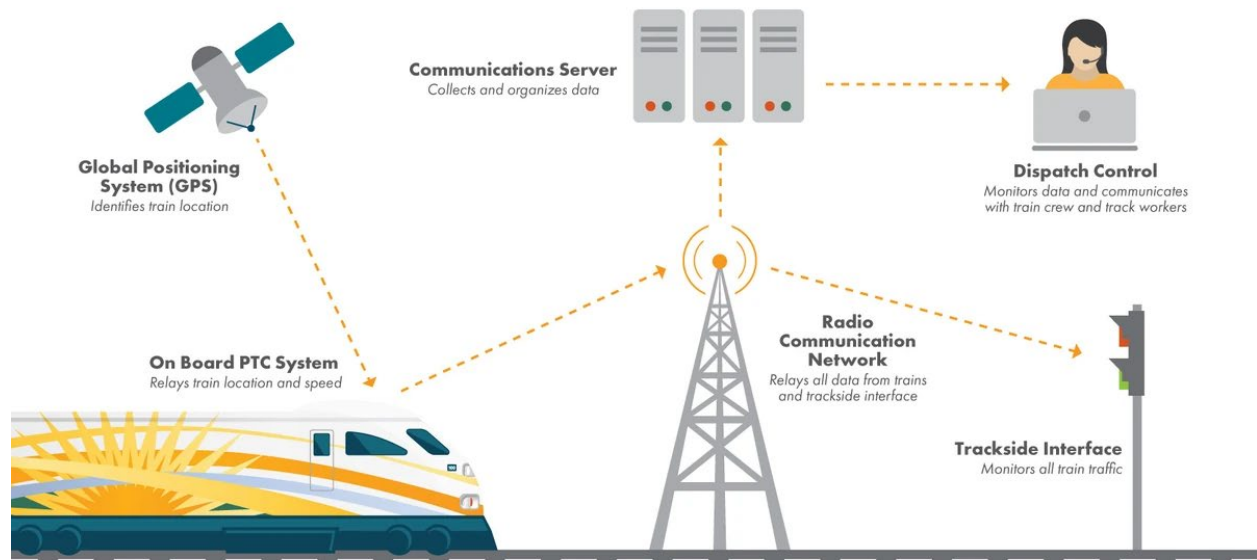 Communications Server
Collects and organizes data
Global Positioning
System (GPS)
Identifies train location
Dispatch Control
Monitors data and communicates
with train crew and track workers
On Board PTC System
Relays train location and speed
Radio
Communication
Network
Relays all data from trains
and trackside interface
Trackside Interface
Monitors all train traffic